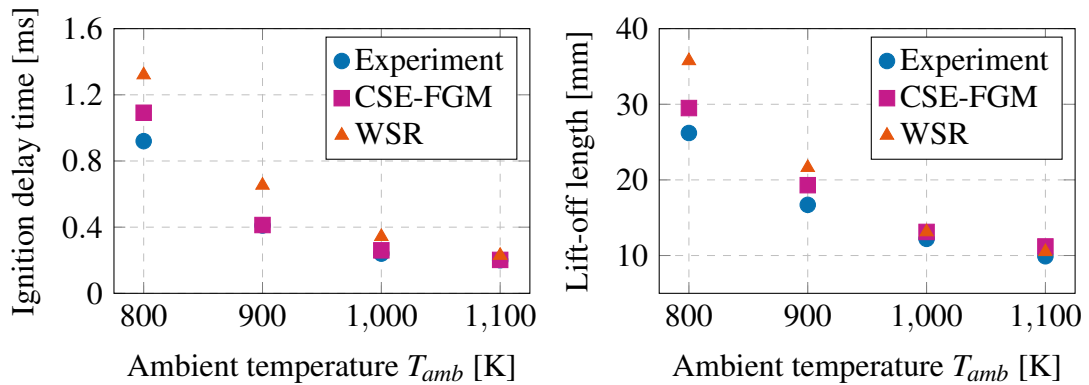 Ignition delay time [ms]
1.6
1.2
0.8
0.4
0
800
900
1,000
1,100
Ambient temperature T_amb [K]
Experiment
CSE-FGM
WSR
Lift-off length [mm]
40
30
20
10
800
900
1,000
1,100
Ambient temperature T_amb [K]
Experiment
CSE-FGM
WSR